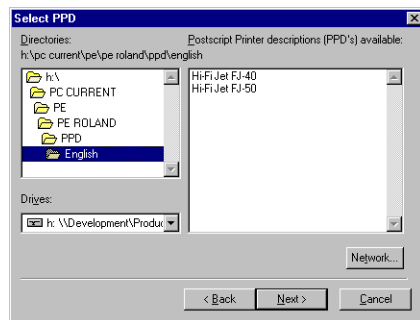 Select PPD
Directories:
h:\pc current\pe\pe roland\ppd\english
h:\
PC CURRENT
PE
PE ROLAND
PPD
English
Drives:
h: \\Development\Produc
Postscript Printer descriptions (PPD's) available:
Hi-Fi Jet FJ-40
Hi-Fi Jet FJ-50
Network...
< Back
Next >
Cancel